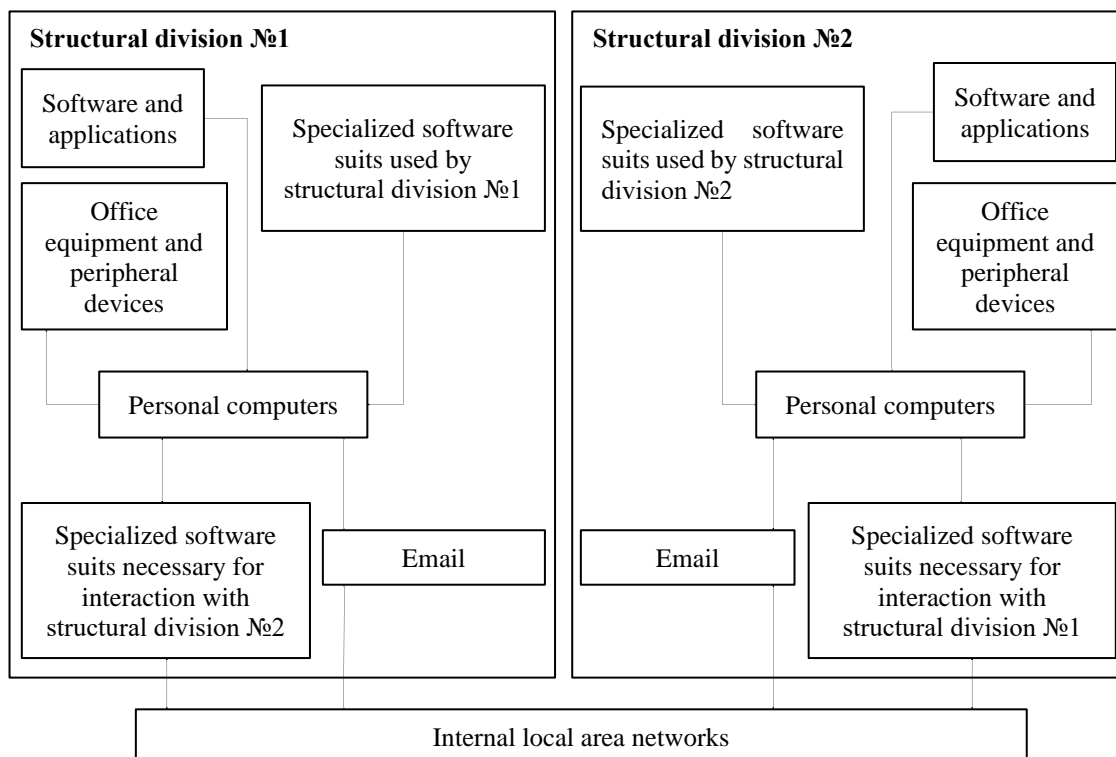 Structural division №1
Software and
applications
Specialized software
suits used by
structural division №1
Office
equipment and
peripheral
devices
Personal computers
Specialized software
suits necessary for
interaction with
structural division №2
Email
Structural division №2
Specialized software
suits used by structural
division №2
Software and
applications
Office
equipment and
peripheral
devices
Personal computers
Email
Specialized software
suits necessary for
interaction with
structural division №1
Internal local area networks